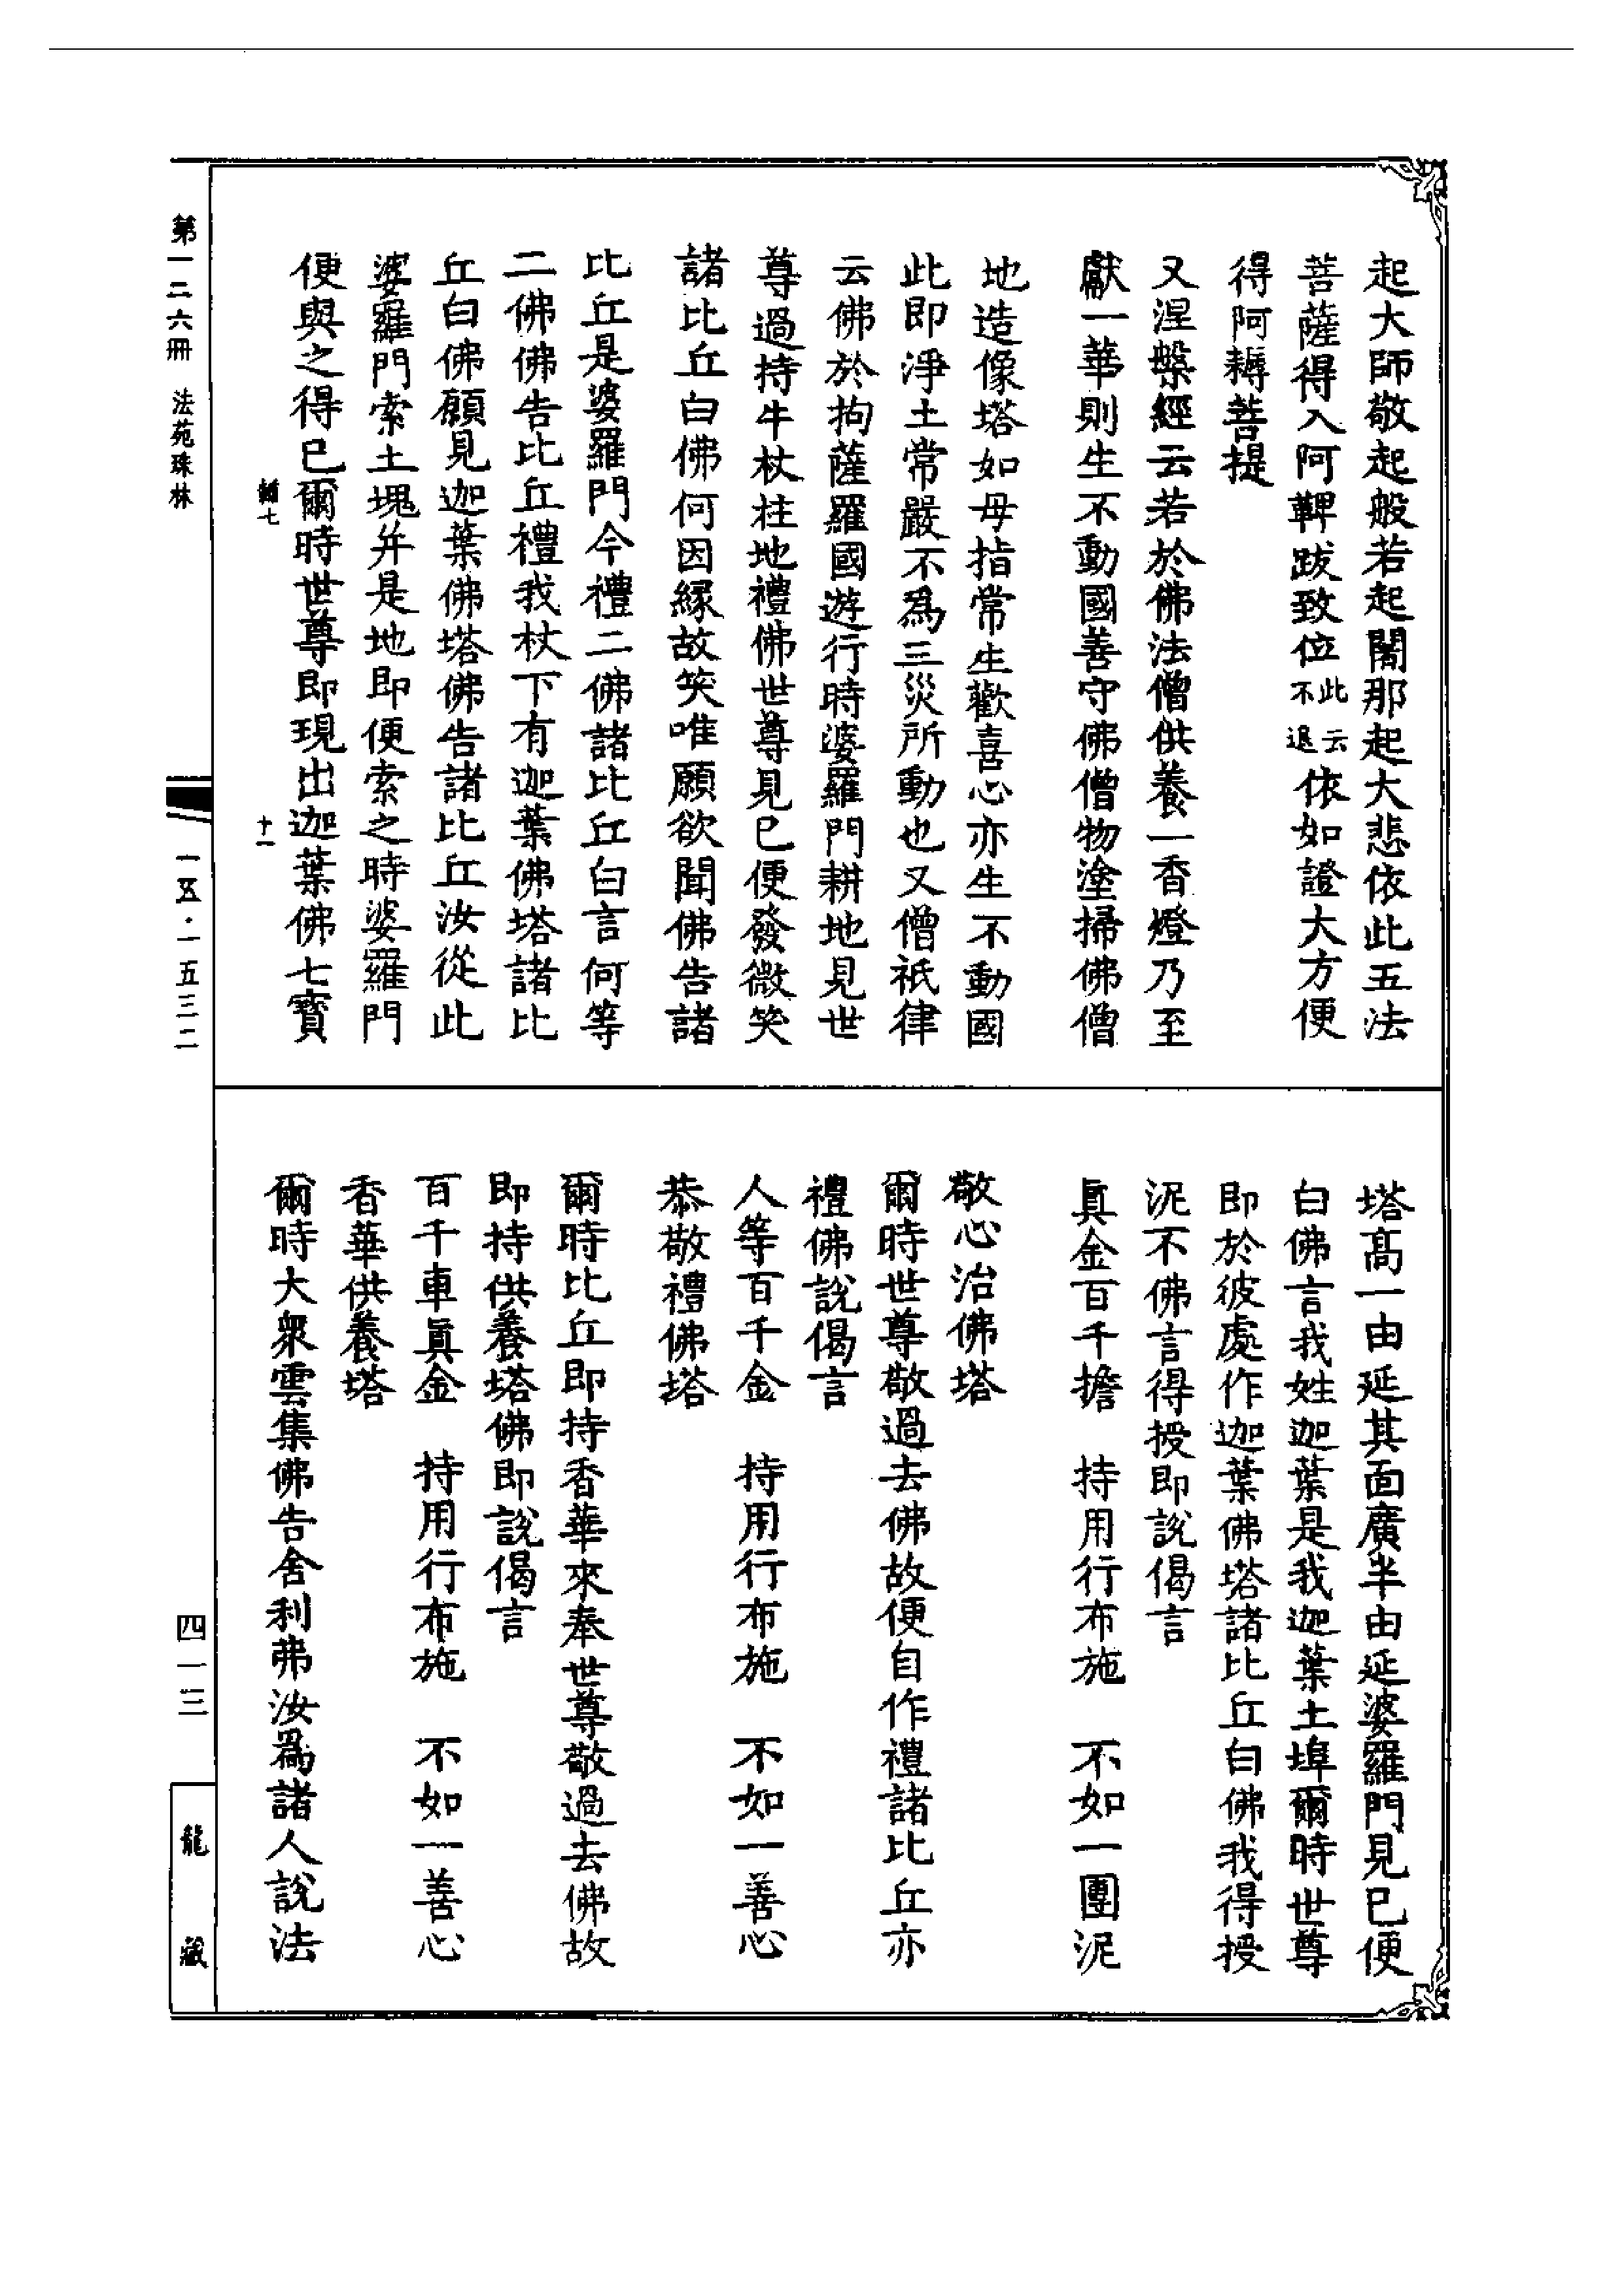 起大師敬起般若起闍那起大悲依此五法
菩薩得入阿鞞跋致位此云不退依如證大方便
得阿耨菩提
又涅槃經云若於佛法僧供養一香燈乃至
獻一華則生不動國善守佛僧物塗掃佛僧
地造像塔如母指常生歡喜心亦生不動國
此即淨土常嚴不爲三災所動也又僧祇律
云佛於拘薩羅國遊行時婆羅門耕地見世
尊過持牛杖柱地禮佛世尊見已便發微笑
諸比丘白佛何因緣故笑唯願欲聞佛告諸
比丘是婆羅門今禮二佛諸比丘白言何等
二佛佛告比丘禮我杖下有迦葉佛塔諸比
丘白佛願見迦葉佛塔佛告諸比丘汝從此
婆羅門索土塊并是地即便索之時婆羅門
便與之得已爾時世尊即現出迦葉佛七寶
輔七 十一
塔高一由延其面廣半由延婆羅門見已便
白佛言我姓迦葉是我迦葉土埠爾時世尊
即於彼處作迦葉佛塔諸比丘白佛我得授
泥不佛言得授即說偈言
真金百千擔 持用行布施 不如一團泥
敬心治佛塔
爾時世尊敬過去佛故便自作禮諸比丘亦
禮佛說偈言
人等百千金 持用行布施 不如一善心
恭敬禮佛塔
爾時比丘即持香華來奉世尊敬過去佛故
即持供養塔佛即說偈言
百千車真金 持用行布施 不如一善心
香華供養塔
爾時大衆雲集佛告舍利弗汝爲諸人說法
第一二六冊 法苑珠林
一五五・一五三二
四一三
龍藏